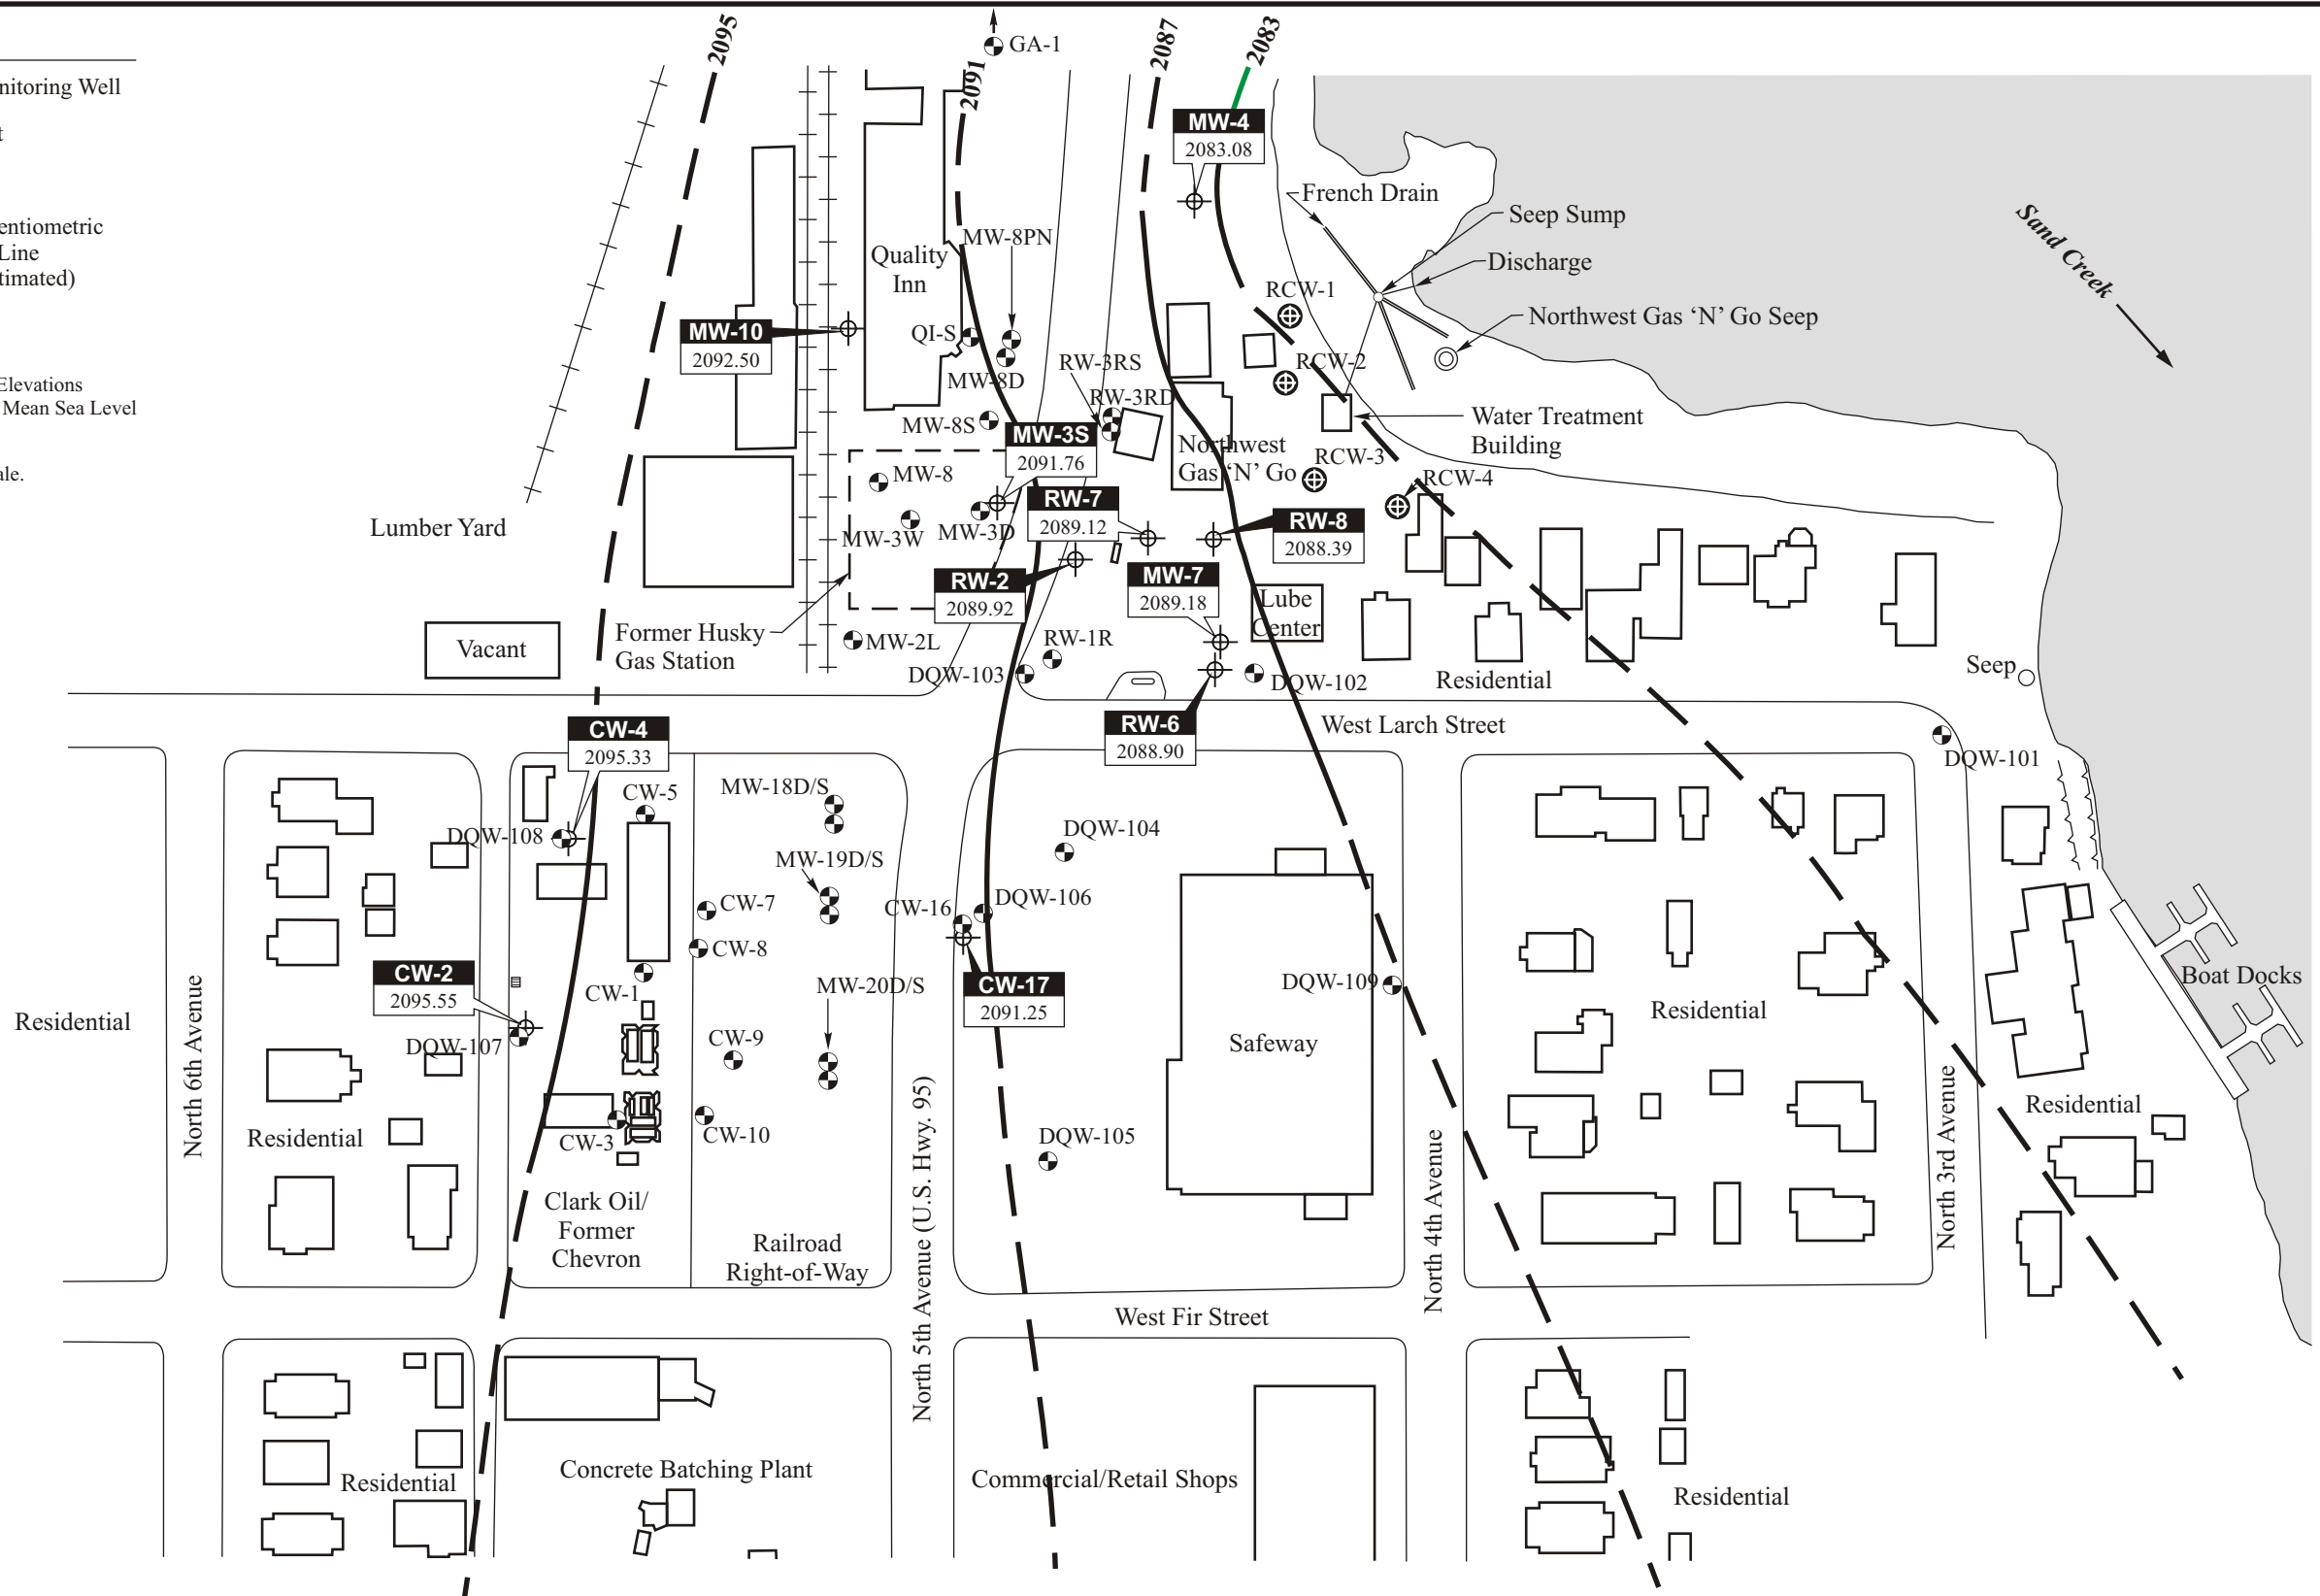 2095
GA-1
2091
2087
2083
nitoring Well
t
entiometric
Line
timated)
Elevations
Mean Sea Level
ale.
MW-4
2083.08
French Drain
Seep Sump
Discharge
Sand Creek
Quality
Inn
MW-8PN
RCW-1
Northwest Gas ‘N’ Go Seep
MW-10
2092.50
QI-S
MW-8D
RW-3RS
RCW-2
RW-3RD
MW-8S
MW-3S
2091.76
Water Treatment
Building
Northwest
Gas ‘N’ Go
RCW-3
RCW-4
MW-8
RW-7
2089.12
RW-8
2088.39
Lumber Yard
MW-3W
MW-3D
RW-2
2089.92
MW-7
2089.18
Lube
Center
Vacant
Former Husky
Gas Station
MW-2L
RW-1R
DQW-103
DQW-102
Residential
Seep
CW-4
2095.33
RW-6
2088.90
West Larch Street
DQW-101
MW-18D/S
CW-5
DQW-108
DQW-104
MW-19D/S
CW-7
CW-16
DQW-106
CW-8
CW-2
2095.55
CW-1
MW-20D/S
CW-17
2091.25
DQW-109
Boat Docks
Residential
North 6th Avenue
DQW-107
CW-9
Safeway
Residential
Residential
CW-3
CW-10
DQW-105
Residential
North 5th Avenue (U.S. Hwy. 95)
North 4th Avenue
North 3rd Avenue
Clark Oil/
Former
Chevron
Railroad
Right-of-Way
West Fir Street
Residential
Concrete Batching Plant
Commercial/Retail Shops
Residential